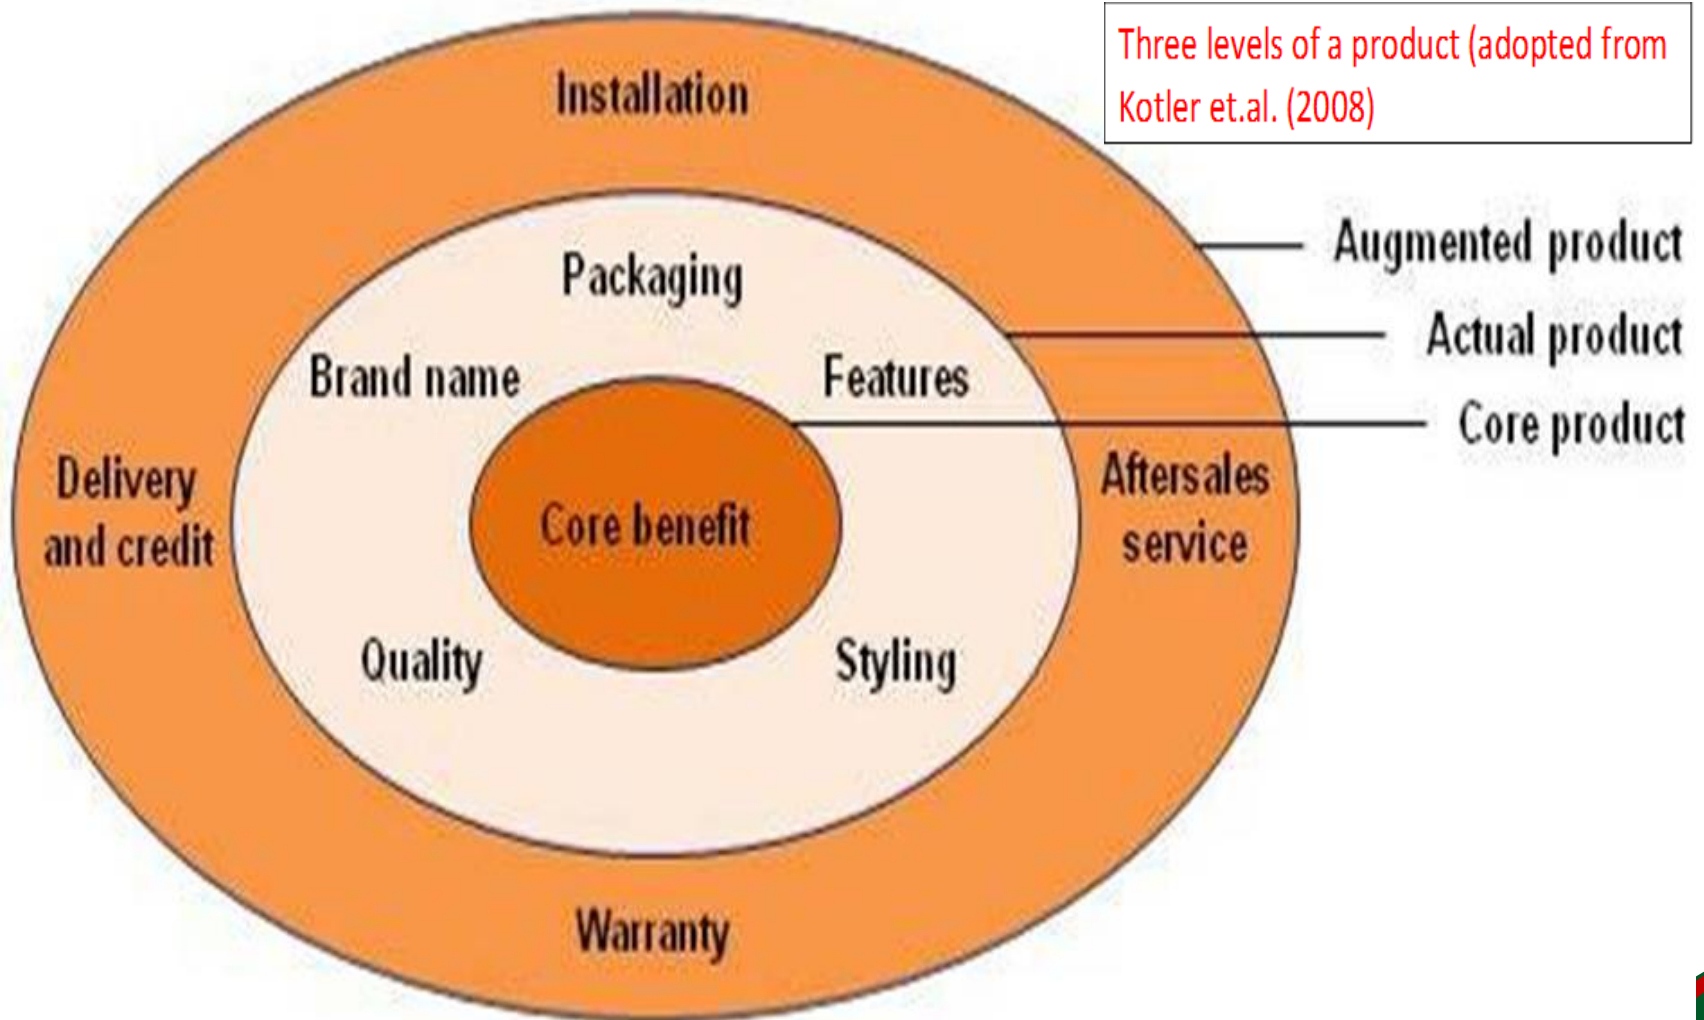 Three levels of a product (adopted from
Kotler et.al. (2008)
Installation
Augmented product
Packaging
Actual product
Brand name
Features
Core product
Delivery
and credit
Aftersales
service
Core benefit
Quality
Styling
Warranty